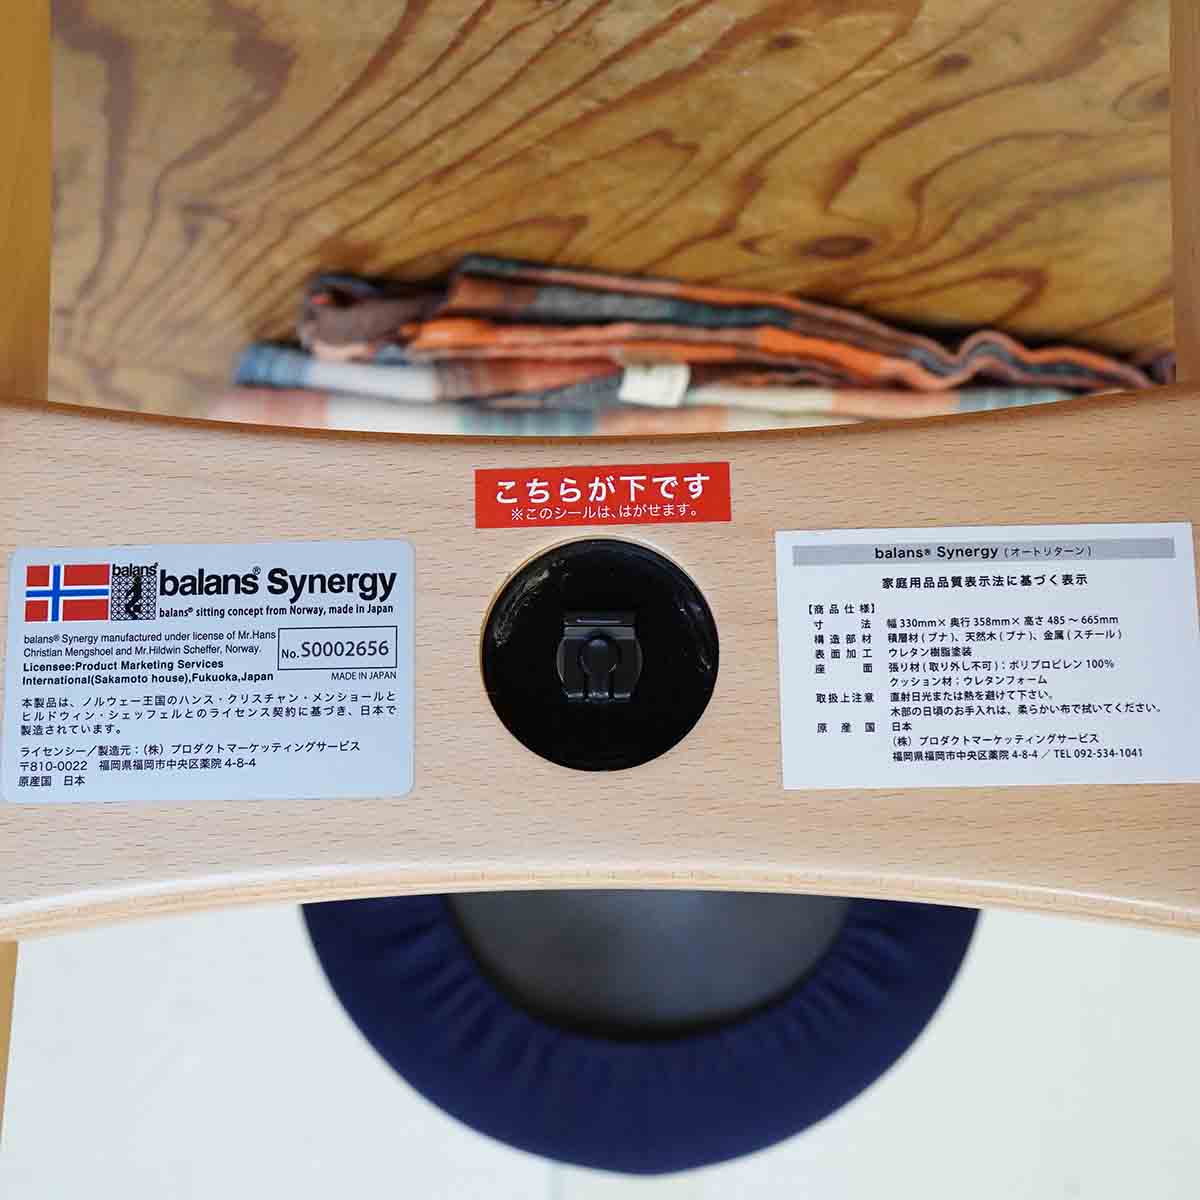 こちらが下です
※このシールは、はがせます。
balans®
balans® Synergy
balans® sitting concept from Norway, made in Japan
balans® Synergy manufactured under license of Mr.Hans
Christian Mengshoel and Mr.Hildwin Scheffer, Norway.
Licensee:Product Marketing Services
International(Sakamoto house),Fukuoka,Japan
No.S0002656
MADE IN JAPAN
本製品は、ノルウェー王国のハンス・クリスチャン・メンショールと
ヒルドウィン・シェッフェルとのライセンス契約に基づき、日本で
製造されています。
ライセンシー／製造元：（株）プロダクトマーケッティングサービス
〒810-0022　福岡県福岡市中央区薬院 4-8-4
原産国　日本
balans® Synergy (オートリターン)
家庭用品品質表示法に基づく表示
【商品仕様】
寸法　幅 330mm× 奥行 358mm× 高さ 485 ～ 665mm
構造部材　積層材(ブナ)、天然木(ブナ)、金属(スチール)
表面加工　ウレタン樹脂塗装
座面　張り材(取り外し不可)：ポリプロピレン 100%
クッション材：ウレタンフォーム
取扱上注意　直射日光または熱を避けて下さい。
木部の日頃のお手入れは、柔らかい布で拭いてください。
原産国　日本
（株）プロダクトマーケッティングサービス
福岡県福岡市中央区薬院 4-8-4 ／ TEL 092-534-1041